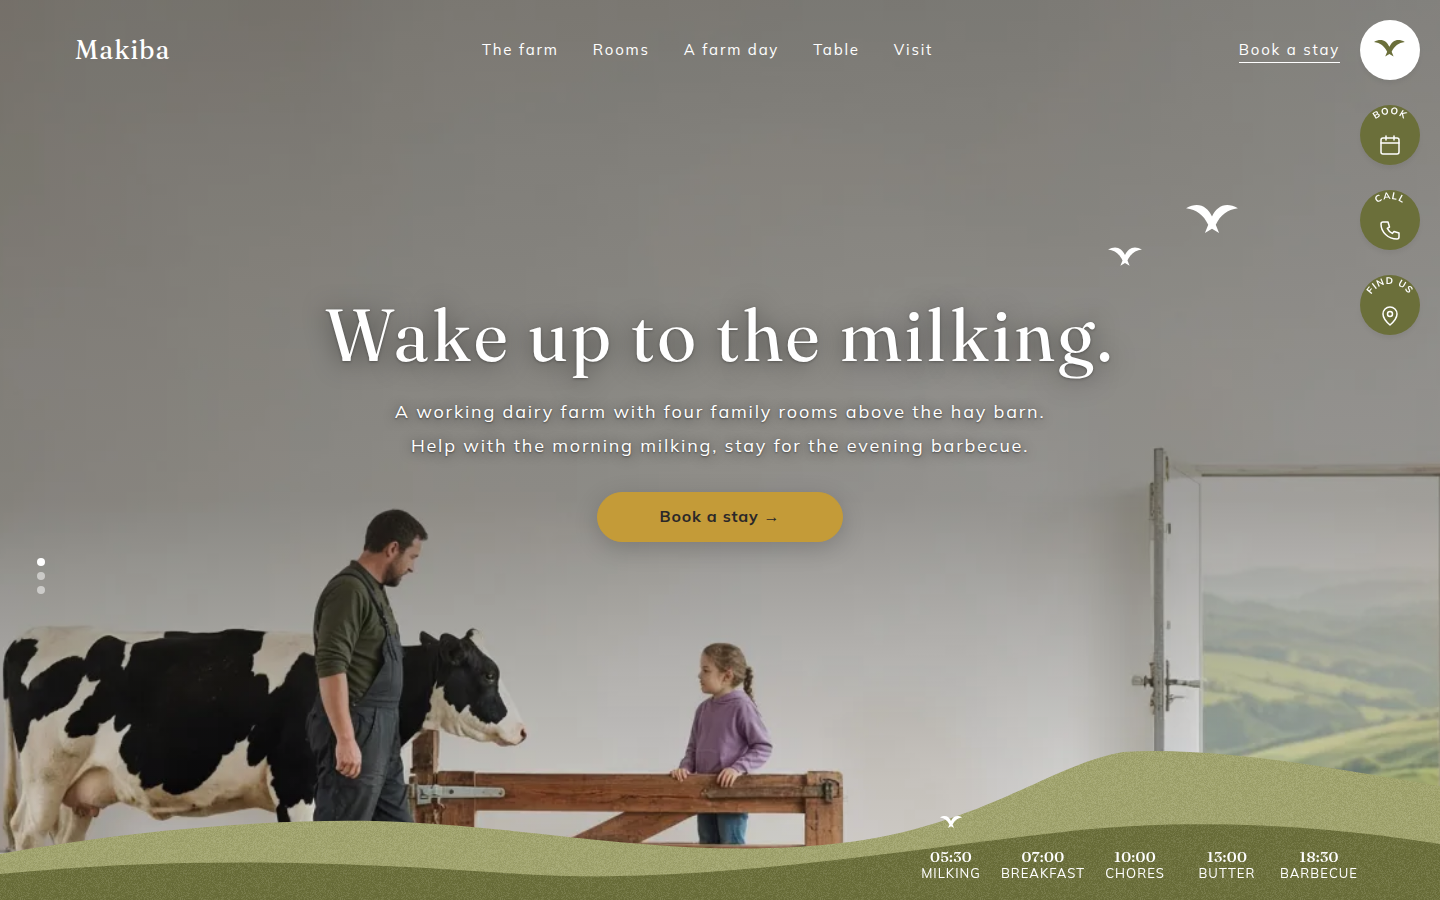 Makiba
The farm
Rooms
A farm day
Table
Visit
Book a stay
BOOK
CALL
FIND US
Wake up to the milking.
A working dairy farm with four family rooms above the hay barn.
Help with the morning milking, stay for the evening barbecue.
Book a stay →
05:30
MILKING
07:00
BREAKFAST
10:00
CHORES
13:00
BUTTER
18:30
BARBECUE